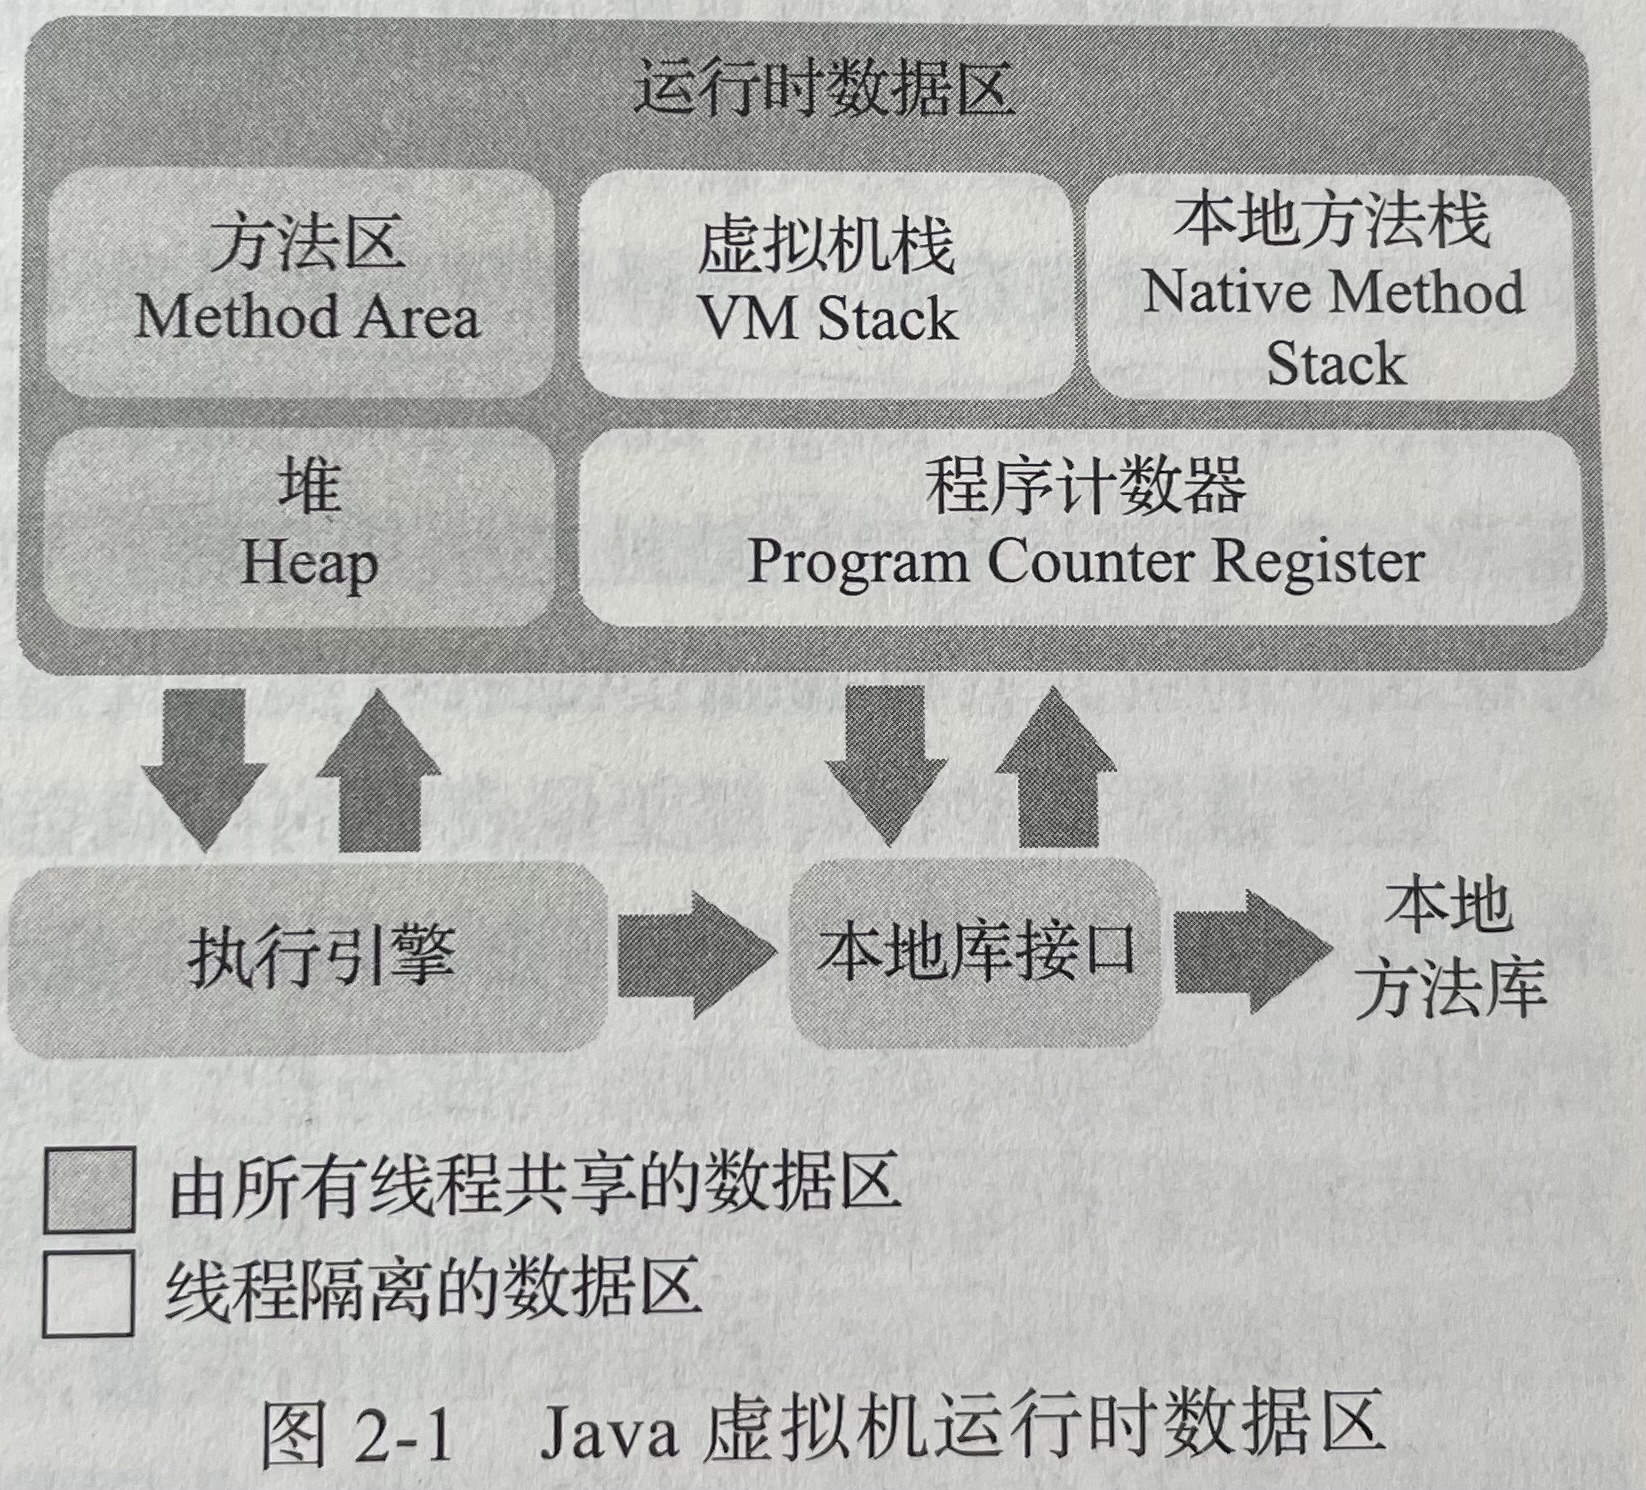 运行时数据区
方法区
Method Area
虚拟机栈
VM Stack
本地方法栈
Native Method
Stack
堆
Heap
程序计数器
Program Counter Register
执行引擎
本地库接口
本地
方法库
由所有线程共享的数据区
线程隔离的数据区
图 2-1 Java 虚拟机运行时数据区